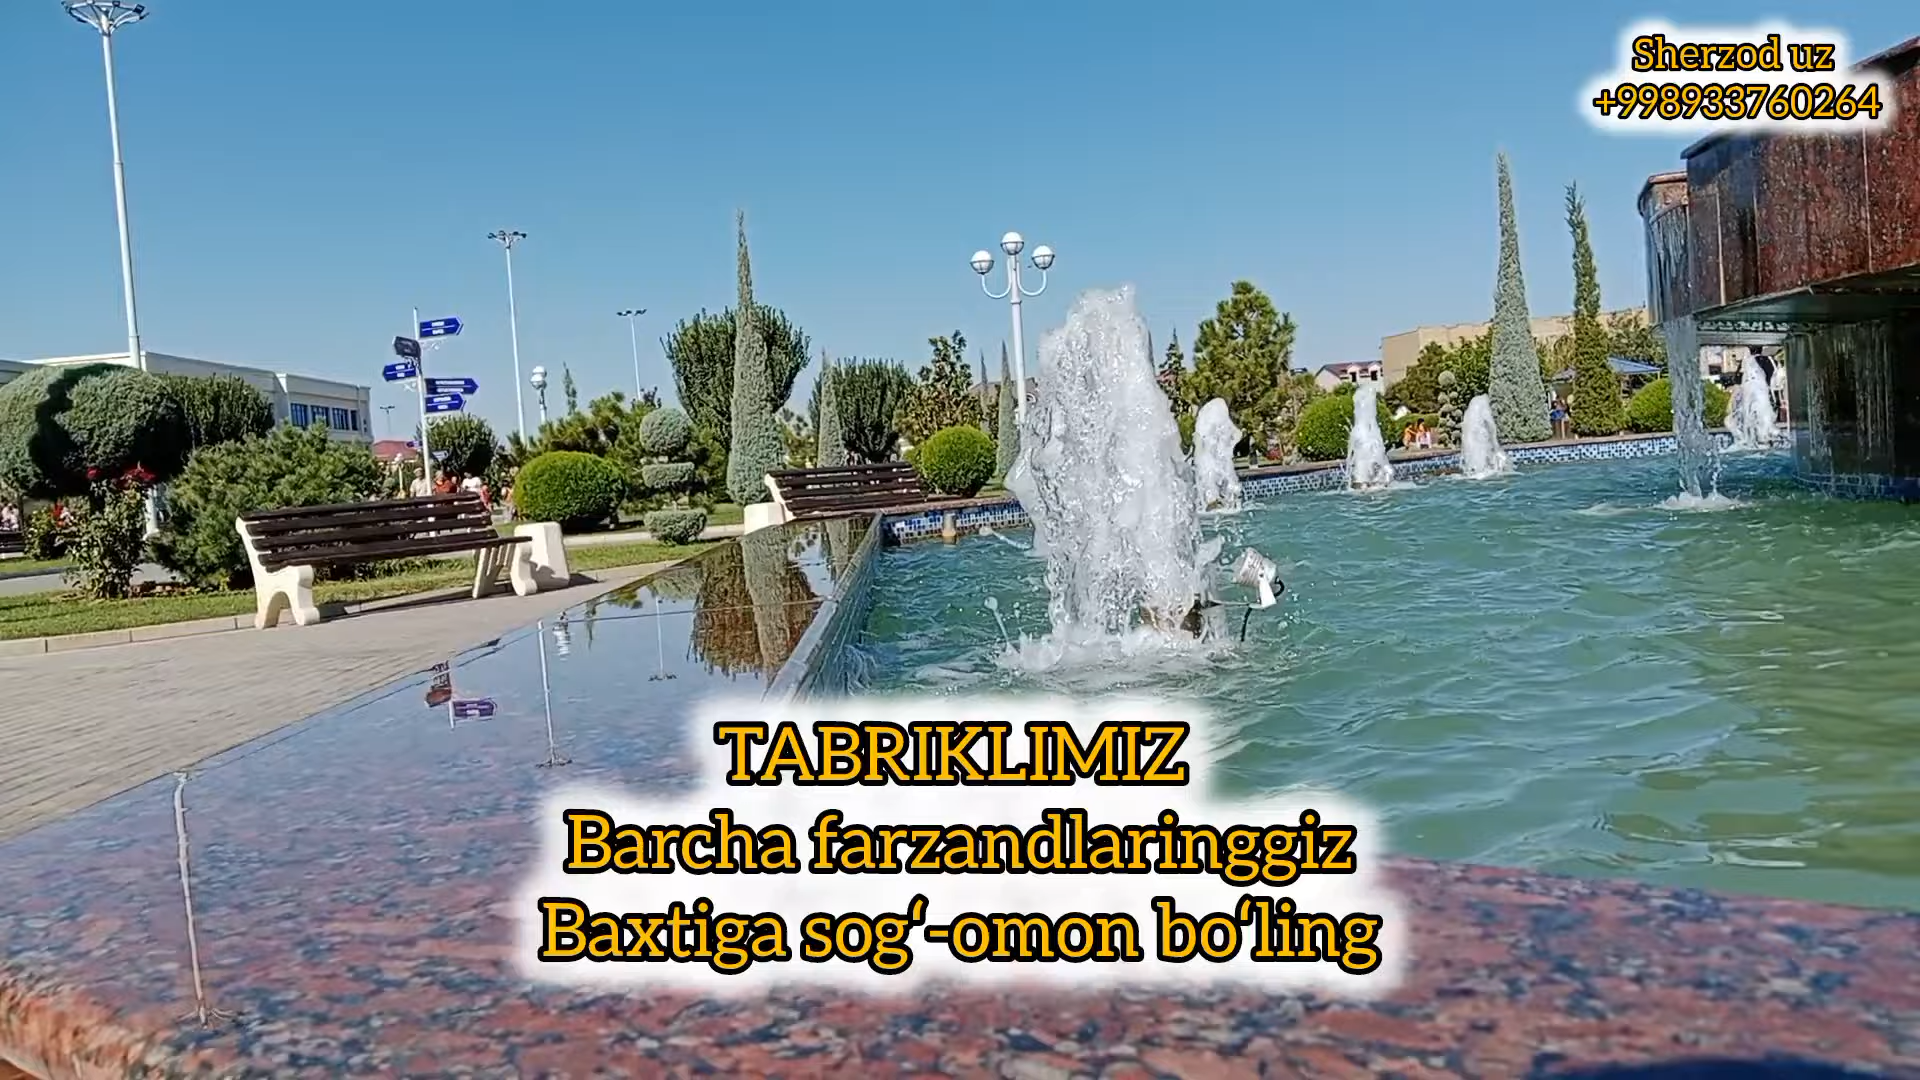 Sherzod uz
+998933760264
TABRIKLIMIZ
Barcha farzandlaringgiz
Baxtiga sog‘-omon bo‘ling